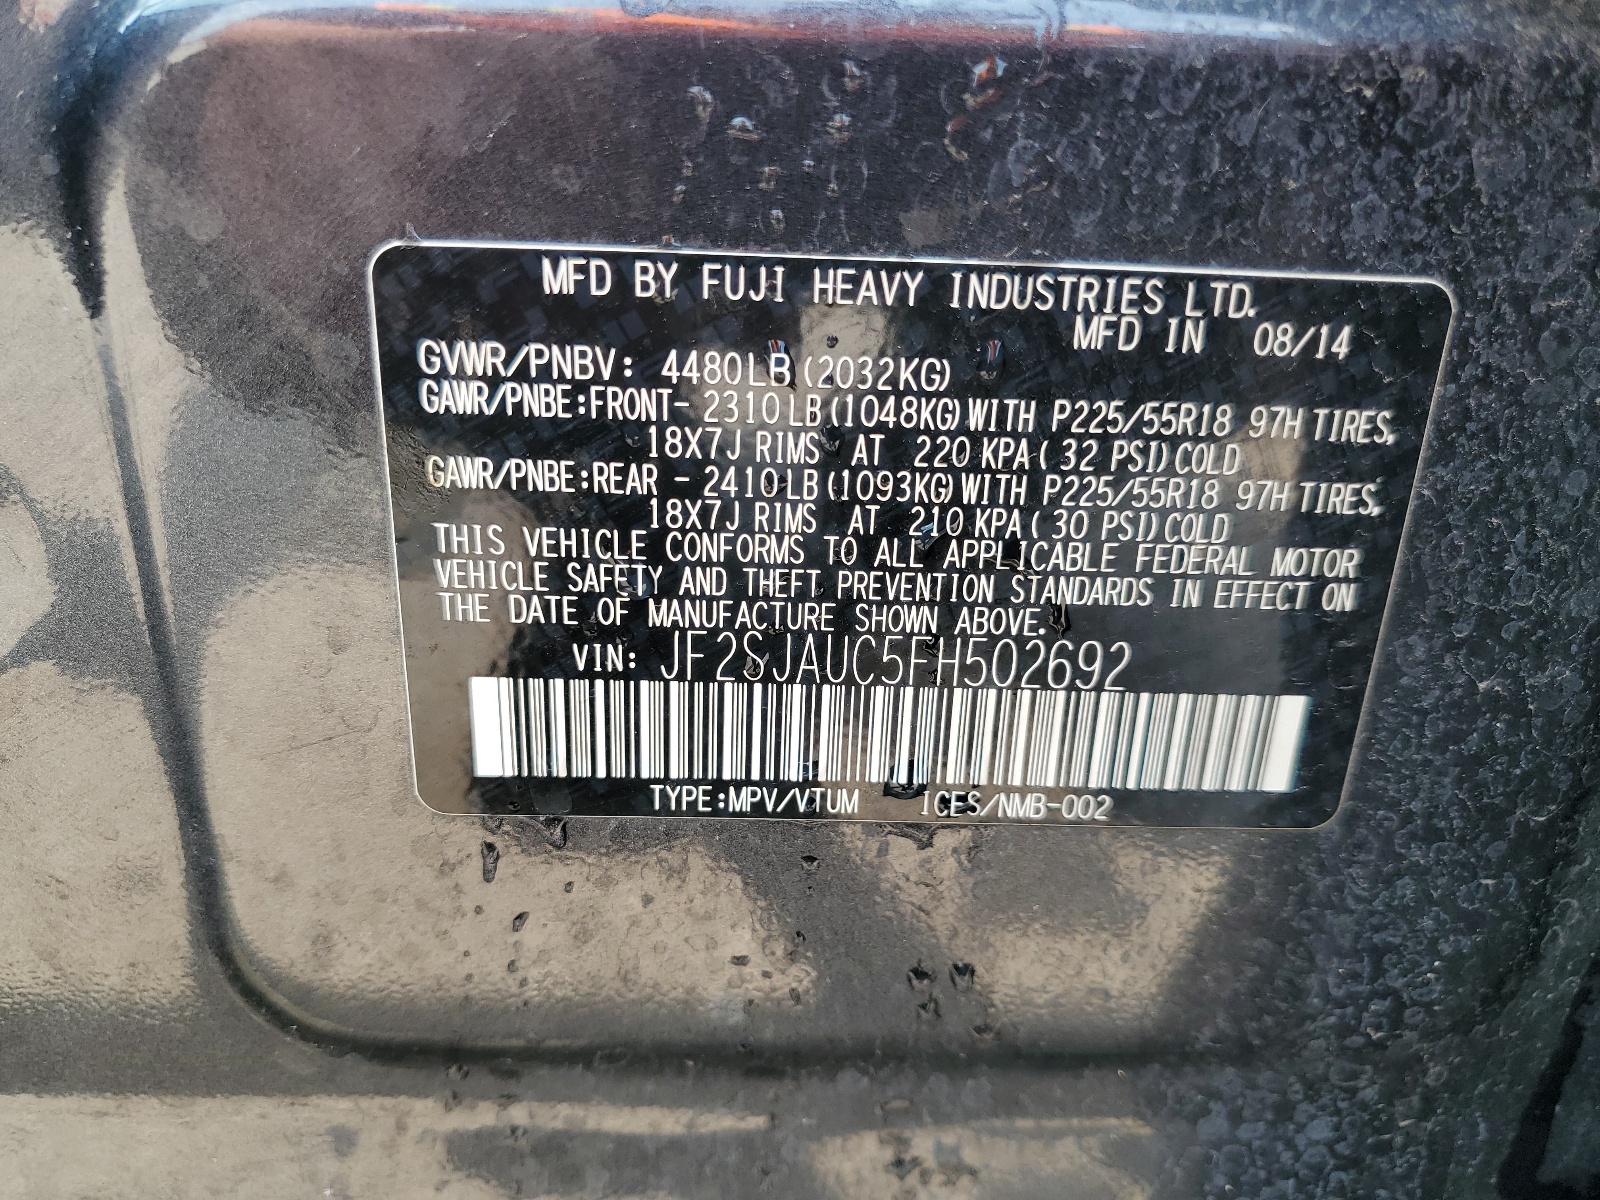 MFD BY FUJI HEAVY INDUSTRIES LTD.
MFD IN 08/14
GVWR/PNBV: 4480LB (2032KG)
GAWR/PNBE:FRONT- 2310LB (1048KG) WITH P225/55R18 97H TIRES,
18X7J RIMS AT 220 KPA ( 32 PSI) COLD
GAWR/PNBE:REAR - 2410LB (1093KG) WITH P225/55R18 97H TIRES,
18X7J RIMS AT 210 KPA ( 30 PSI) COLD
THIS VEHICLE CONFORMS TO ALL APPLICABLE FEDERAL MOTOR
VEHICLE SAFETY AND THEFT PREVENTION STANDARDS IN EFFECT ON
THE DATE OF MANUFACTURE SHOWN ABOVE.
VIN: JF2SJAUC5FH502692
TYPE:MPV/VTUM ICES/NMB-002